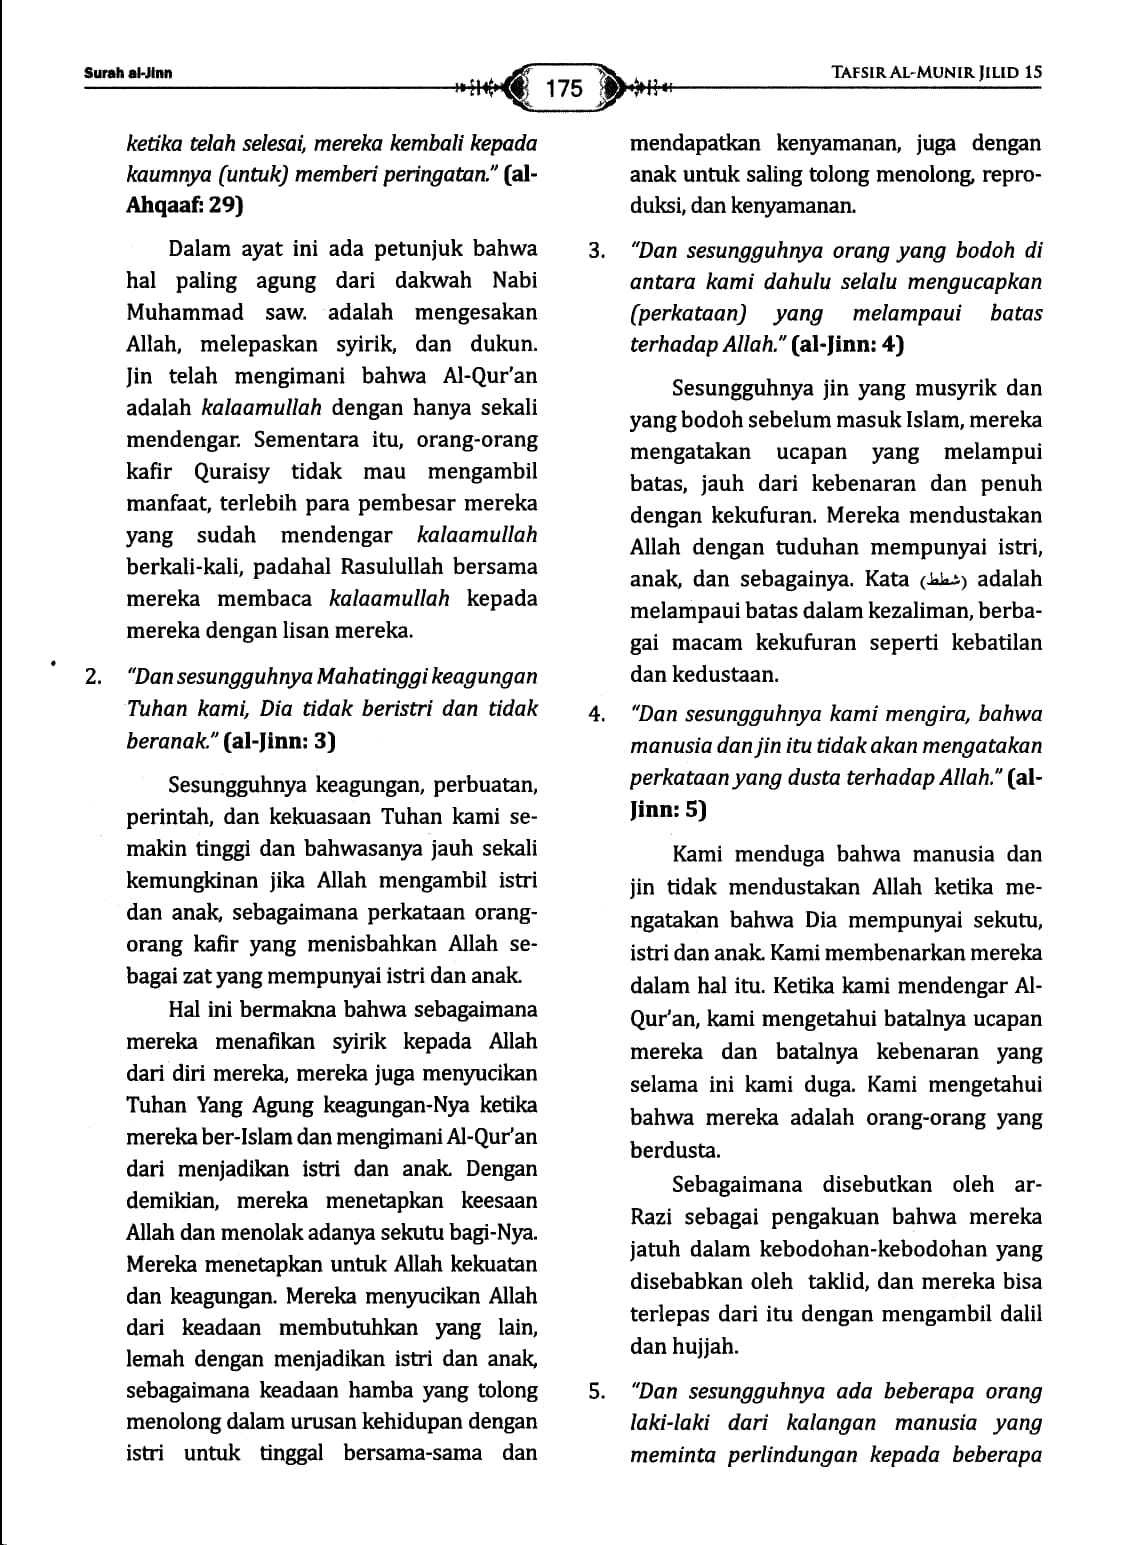 Surah al-Jinn
175
TAFSIR AL-MUNIR JILID 15
ketika telah selesai, mereka kembali kepada
kaumnya (untuk) memberi peringatan.” (al-
Ahqaaf: 29)
Dalam ayat ini ada petunjuk bahwa
hal paling agung dari dakwah Nabi
Muhammad saw. adalah mengesakan
Allah, melepaskan syirik, dan dukun.
Jin telah mengimani bahwa Al-Qur’an
adalah kalaamullah dengan hanya sekali
mendengar. Sementara itu, orang-orang
kafir Quraisy tidak mau mengambil
manfaat, terlebih para pembesar mereka
yang sudah mendengar kalaamullah
berkali-kali, padahal Rasulullah bersama
mereka membaca kalaamullah kepada
mereka dengan lisan mereka.
2. “Dan sesungguhnya Mahatinggi keagungan
Tuhan kami, Dia tidak beristri dan tidak
beranak.” (al-Jinn: 3)
Sesungguhnya keagungan, perbuatan,
perintah, dan kekuasaan Tuhan kami se-
makin tinggi dan bahwasanya jauh sekali
kemungkinan jika Allah mengambil istri
dan anak, sebagaimana perkataan orang-
orang kafir yang menisbahkan Allah se-
bagai zat yang mempunyai istri dan anak.
Hal ini bermakna bahwa sebagaimana
mereka menafikan syirik kepada Allah
dari diri mereka, mereka juga menyucikan
Tuhan Yang Agung keagungan-Nya ketika
mereka ber-Islam dan mengimani Al-Qur’an
dari menjadikan istri dan anak. Dengan
demikian, mereka menetapkan keesaan
Allah dan menolak adanya sekutu bagi-Nya.
Mereka menetapkan untuk Allah kekuatan
dan keagungan. Mereka menyucikan Allah
dari keadaan membutuhkan yang lain,
lemah dengan menjadikan istri dan anak,
sebagaimana keadaan hamba yang tolong
menolong dalam urusan kehidupan dengan
istri untuk tinggal bersama-sama dan
mendapatkan kenyamanan, juga dengan
anak untuk saling tolong menolong, repro-
duksi, dan kenyamanan.
3. “Dan sesungguhnya orang yang bodoh di
antara kami dahulu selalu mengucapkan
(perkataan) yang melampaui batas
terhadap Allah.” (al-Jinn: 4)
Sesungguhnya jin yang musyrik dan
yang bodoh sebelum masuk Islam, mereka
mengatakan ucapan yang melampui
batas, jauh dari kebenaran dan penuh
dengan kekufuran. Mereka mendustakan
Allah dengan tuduhan mempunyai istri,
anak, dan sebagainya. Kata (شطط) adalah
melampaui batas dalam kezaliman, berba-
gai macam kekufuran seperti kebatilan
dan kedustaan.
4. “Dan sesungguhnya kami mengira, bahwa
manusia dan jin itu tidak akan mengatakan
perkataan yang dusta terhadap Allah.” (al-
Jinn: 5)
Kami menduga bahwa manusia dan
jin tidak mendustakan Allah ketika me-
ngatakan bahwa Dia mempunyai sekutu,
istri dan anak. Kami membenarkan mereka
dalam hal itu. Ketika kami mendengar Al-
Qur’an, kami mengetahui batalnya ucapan
mereka dan batalnya kebenaran yang
selama ini kami duga. Kami mengetahui
bahwa mereka adalah orang-orang yang
berdusta.
Sebagaimana disebutkan oleh ar-
Razi sebagai pengakuan bahwa mereka
jatuh dalam kebodohan-kebodohan yang
disebabkan oleh taklid, dan mereka bisa
terlepas dari itu dengan mengambil dalil
dan hujjah.
5. “Dan sesungguhnya ada beberapa orang
laki-laki dari kalangan manusia yang
meminta perlindungan kepada beberapa